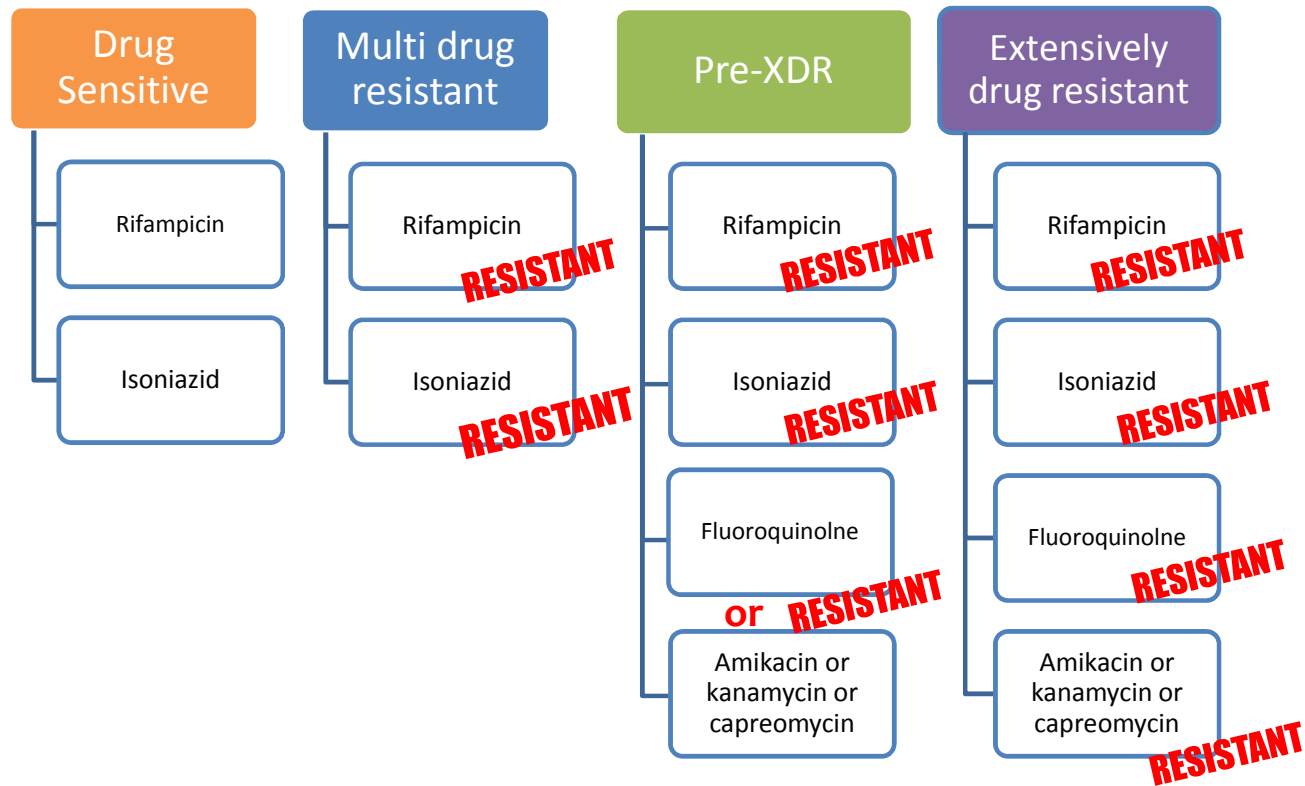 Drug
Sensitive
Rifampicin
Isoniazid
Multi drug
resistant
Rifampicin
RESISTANT
Isoniazid
RESISTANT
Pre-XDR
Rifampicin
RESISTANT
Isoniazid
RESISTANT
Fluoroquinolne
or RESISTANT
Amikacin or
kanamycin or
capreomycin
Extensively
drug resistant
Rifampicin
RESISTANT
Isoniazid
RESISTANT
Fluoroquinolne
RESISTANT
Amikacin or
kanamycin or
capreomycin
RESISTANT